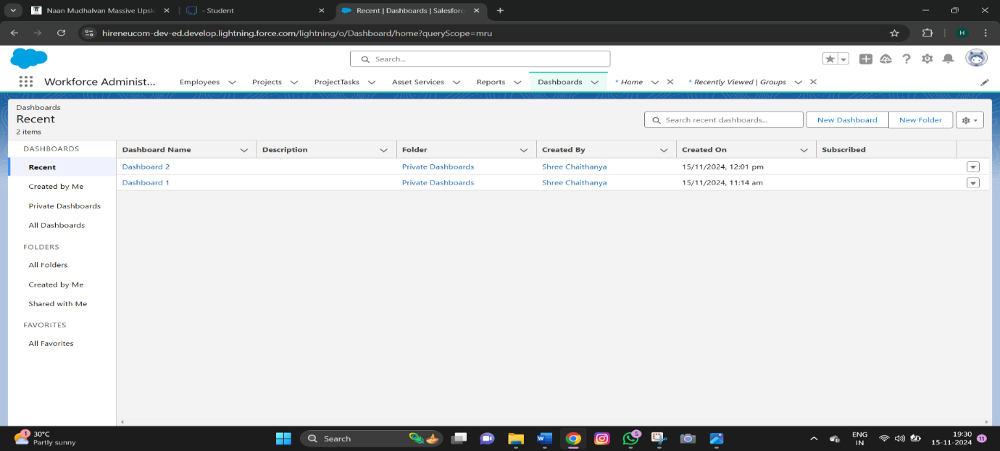 Naan Mudhalvan Massive Upsk
- Student
Recent | Dashboards | Salesforc
hireneucom-dev-ed.develop.lightning.force.com/lightning/o/Dashboard/home?queryScope=mru
H
Search...
Workforce Administ...
Employees
Projects
ProjectTasks
Asset Services
Reports
Dashboards
* Home
* Recently Viewed | Groups
Dashboards
Recent
2 items
Search recent dashboards...
New Dashboard
New Folder
DASHBOARDS
Recent
Created by Me
Private Dashboards
All Dashboards
FOLDERS
All Folders
Created by Me
Shared with Me
FAVORITES
All Favorites
Dashboard Name Description Folder Created By Created On Subscribed
Dashboard 2 Private Dashboards Shree Chaithanya 15/11/2024, 12:01 pm
Dashboard 1 Private Dashboards Shree Chaithanya 15/11/2024, 11:14 am
1
30°C
Partly sunny
Search
5
ENG
IN
19:30
15-11-2024
11